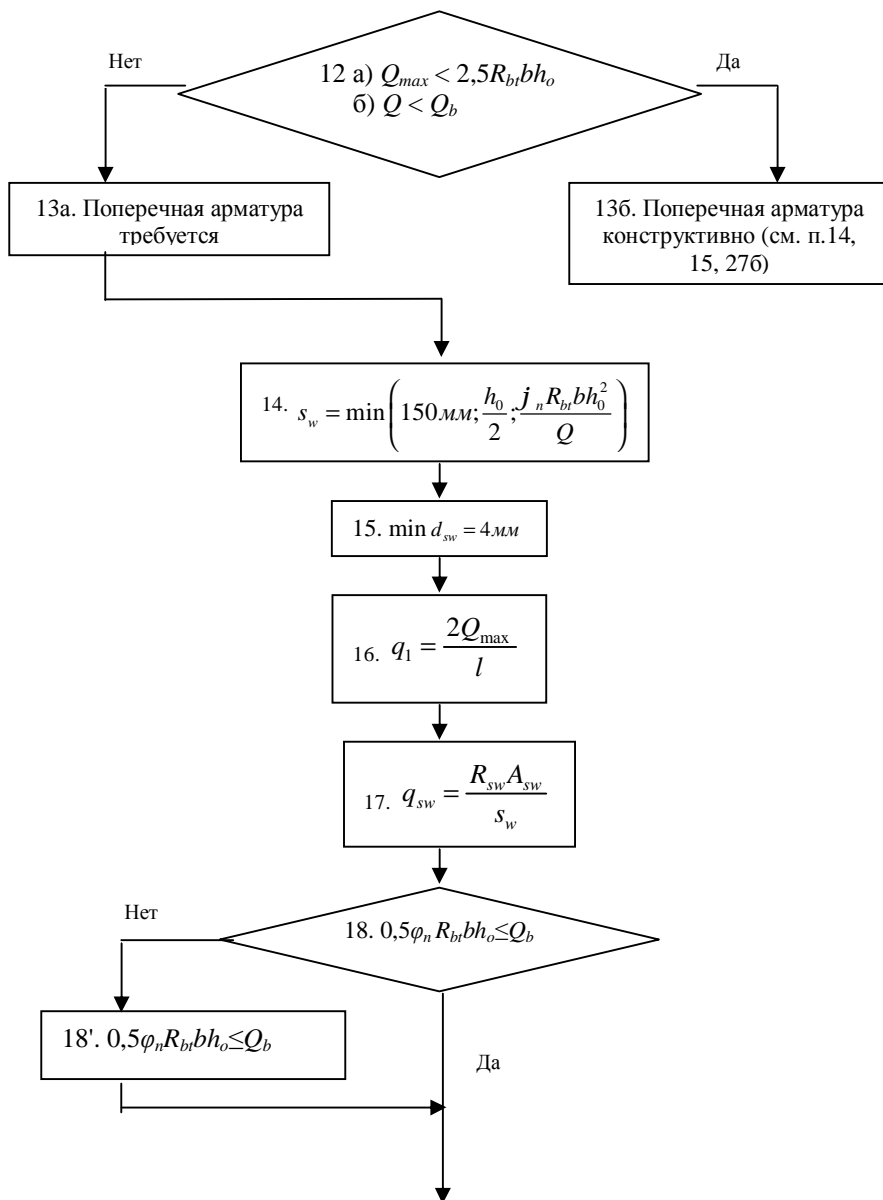 Нет
Да
12 а) Q_max < 2,5R_bt bh_o
б) Q < Q_b
13а. Поперечная арматура
требуется
13б. Поперечная арматура
конструктивно (см. п.14,
15, 27б)
14. s_w = min(150мм; h_0/2; j_n R_bt bh_0^2/Q)
15. min d_sw = 4мм
16. q_1 = 2Q_max/l
17. q_sw = R_sw A_sw/s_w
Нет
18. 0,5φ_n R_bt bh_o≤Q_b
18'. 0,5φ_n R_bt bh_o≤Q_b
Да